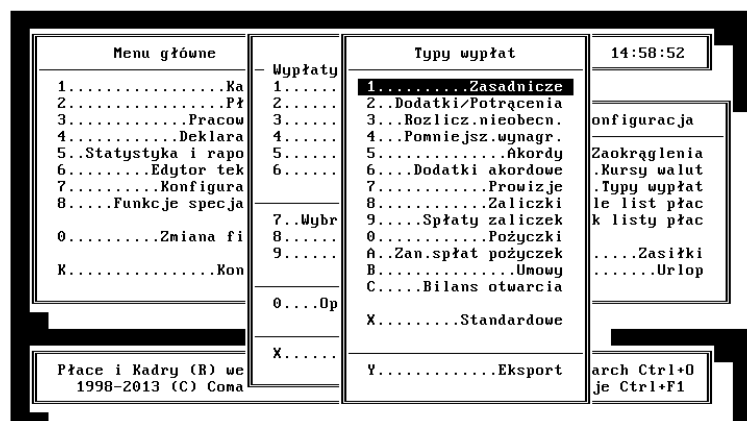 Menu główne
1.................Ka
2.................Pł
3............Pracow
4...........Deklara
5..Statystyka i rapo
6.........Edytor tek
7..........Konfigura
8.....Funkcje specja
0..........Zmiana fi
K................Kon
Wypłaty
1......
2......
3......
4......
5......
6......
7..Wybr
8......
9......
0....Op
X......
Typy wypłat
1..........Zasadnicze
2..Dodatki/Potrącenia
3...Rozlicz.nieobecn.
4...Pomniejsz.wynagr.
5..............Akordy
6....Dodatki akordowe
7............Prowizje
8............Zaliczki
9.....Spłaty zaliczek
0............Pożyczki
A..Zan.spłat pożyczek
B...............Umowy
C.....Bilans otwarcia
X.........Standardowe
Y.............Eksport
14:58:52
onfiguracja
Zaokrąglenia
.Kursy walut
.Typy wypłat
le list płac
k listy płac
.....Zasiłki
.......Urlop
Płace i Kadry (R) we
1998-2013 (C) Coma
arch Ctrl+O
je Ctrl+F1